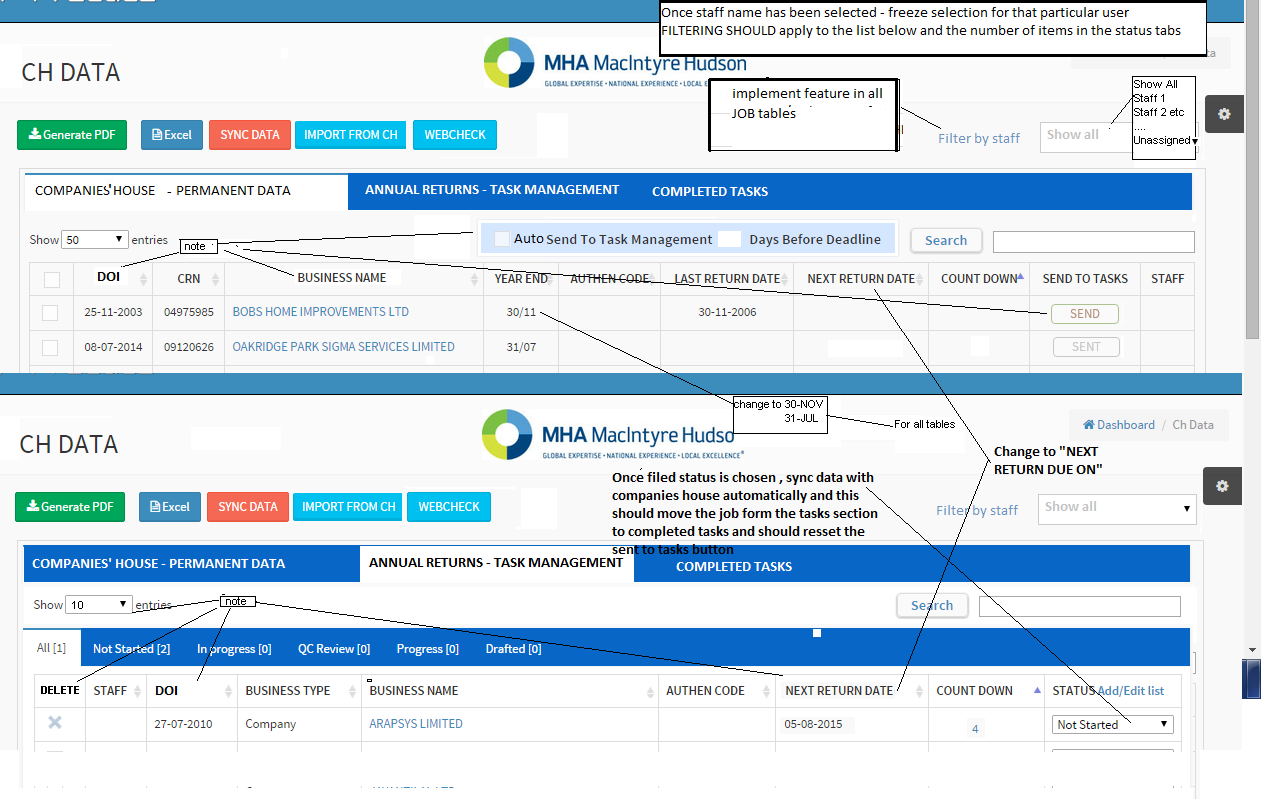 Once staff name has been selected - freeze selection for that particular user
FILTERING SHOULD apply to the list below and the number of items in the status tabs
CH DATA
MHA MacIntyre Hudson
GLOBAL EXPERTISE • NATIONAL EXPERIENCE • LOCAL
implement feature in all
JOB tables
Show All
Staff 1
Staff 2 etc
....
Unassigned
Generate PDF Excel SYNC DATA IMPORT FROM CH WEBCHECK
Filter by staff Show all
COMPANIES'HOUSE - PERMANENT DATA ANNUAL RETURNS - TASK MANAGEMENT COMPLETED TASKS
Show 50 entries note Auto Send To Task Management Days Before Deadline Search
DOI CRN BUSINESS NAME YEAR END AUTHEN CODE LAST RETURN DATE NEXT RETURN DATE COUNT DOWN SEND TO TASKS STAFF
25-11-2003 04975985 BOBS HOME IMPROVEMENTS LTD 30/11 30-11-2006 SEND
08-07-2014 09120626 OAKRIDGE PARK SIGMA SERVICES LIMITED 31/07 SENT
change to 30-NOV
31-JUL
For all tables
CH DATA
MHA MacIntyre Hudso
GLOBAL EXPERTISE • NATIONAL EXPERIENCE • LOCAL EXCELLENCE
Dashboard / Ch Data
Change to "NEXT
RETURN DUE ON"
Once filed status is chosen , sync data with
companies house automatically and this
should move the job form the tasks section
to completed tasks and should resset the
sent to tasks button
Generate PDF Excel SYNC DATA IMPORT FROM CH WEBCHECK
Filter by staff Show all
COMPANIES' HOUSE - PERMANENT DATA ANNUAL RETURNS - TASK MANAGEMENT COMPLETED TASKS
Show 10 entries note Search
All [1] Not Started [2] In progress [0] QC Review [0] Progress [0] Drafted [0]
DELETE STAFF DOI BUSINESS TYPE BUSINESS NAME AUTHEN CODE NEXT RETURN DATE COUNT DOWN STATUS Add/Edit list
27-07-2010 Company ARAPSYS LIMITED 05-08-2015 4 Not Started